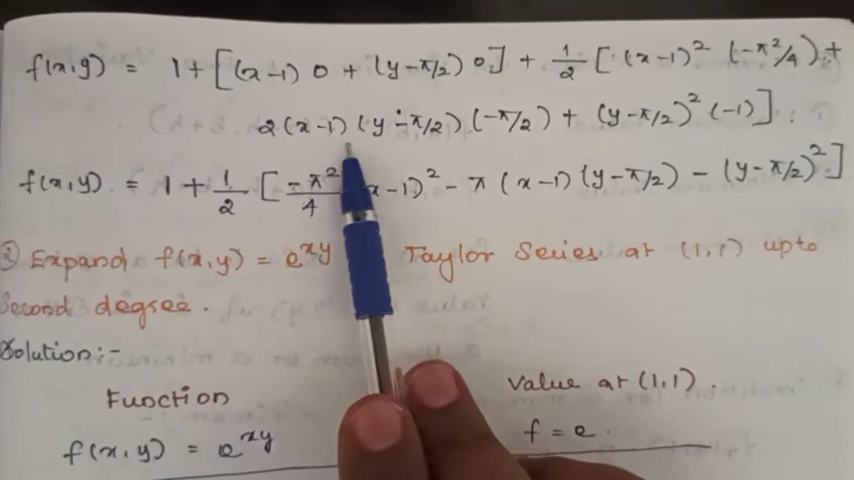 f(x,y) = 1+[(x-1) 0 + (y-π/2) 0] + 1/2 [(x-1)² (-π²/4) +
2(x-1)(y-π/2)(-π/2) + (y-π/2)² (-1)]
f(x,y) = 1+ 1/2 [-π²/4 x-1)² - π (x-1)(y-π/2) - (y-π/2)²]
② Expand f(x,y) = e^xy Taylor Series at (1,1) upto
Second degree.
Solution:-
Function Value at (1,1).
f(x,y) = e^xy f = e.